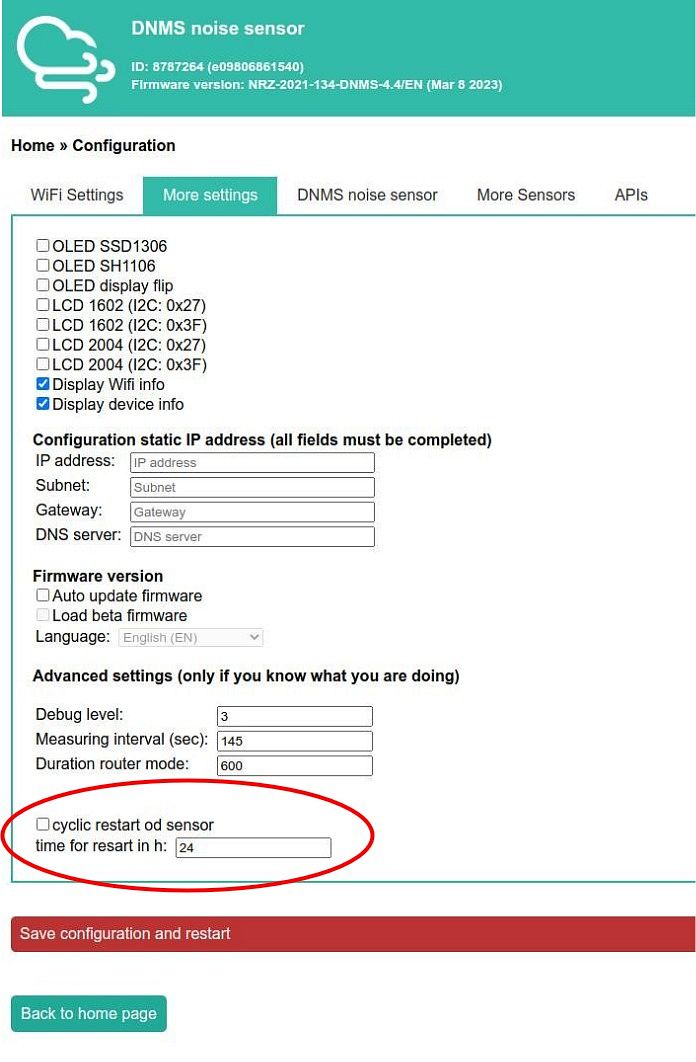 DNMS noise sensor
ID: 8787264 (e09806861540)
Firmware version: NRZ-2021-134-DNMS-4.4/EN (Mar 8 2023)
Home » Configuration
WiFi Settings More settings DNMS noise sensor More Sensors APIs
OLED SSD1306
OLED SH1106
OLED display flip
LCD 1602 (I2C: 0x27)
LCD 1602 (I2C: 0x3F)
LCD 2004 (I2C: 0x27)
LCD 2004 (I2C: 0x3F)
Display Wifi info
Display device info
Configuration static IP address (all fields must be completed)
IP address: IP address
Subnet: Subnet
Gateway: Gateway
DNS server: DNS server
Firmware version
Auto update firmware
Load beta firmware
Language: English (EN)
Advanced settings (only if you know what you are doing)
Debug level: 3
Measuring interval (sec): 145
Duration router mode: 600
cyclic restart od sensor
time for resart in h: 24
Save configuration and restart
Back to home page